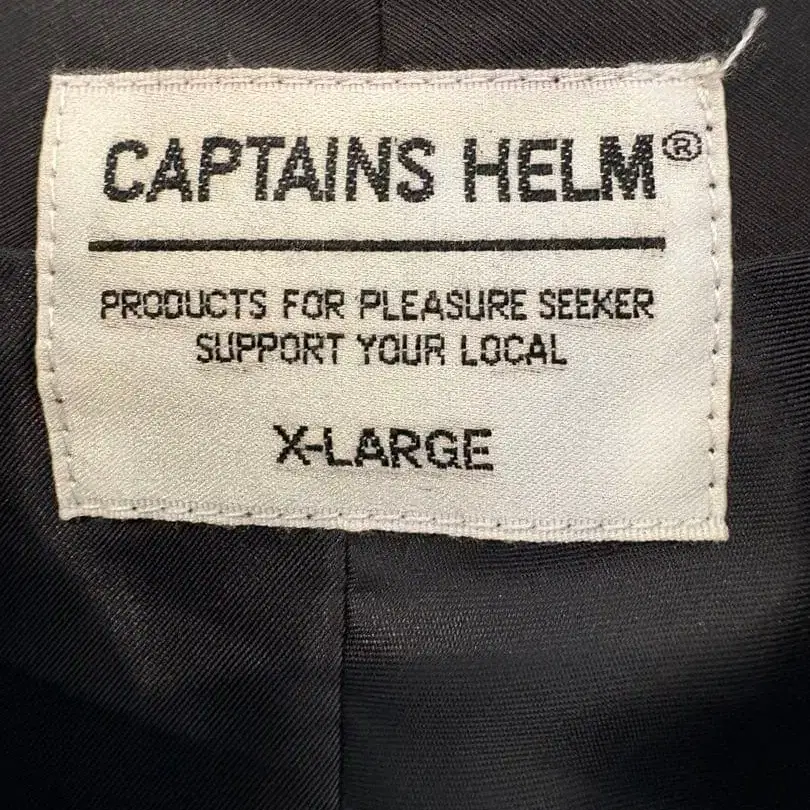 CAPTAINS HELM®
PRODUCTS FOR PLEASURE SEEKER
SUPPORT YOUR LOCAL
X-LARGE